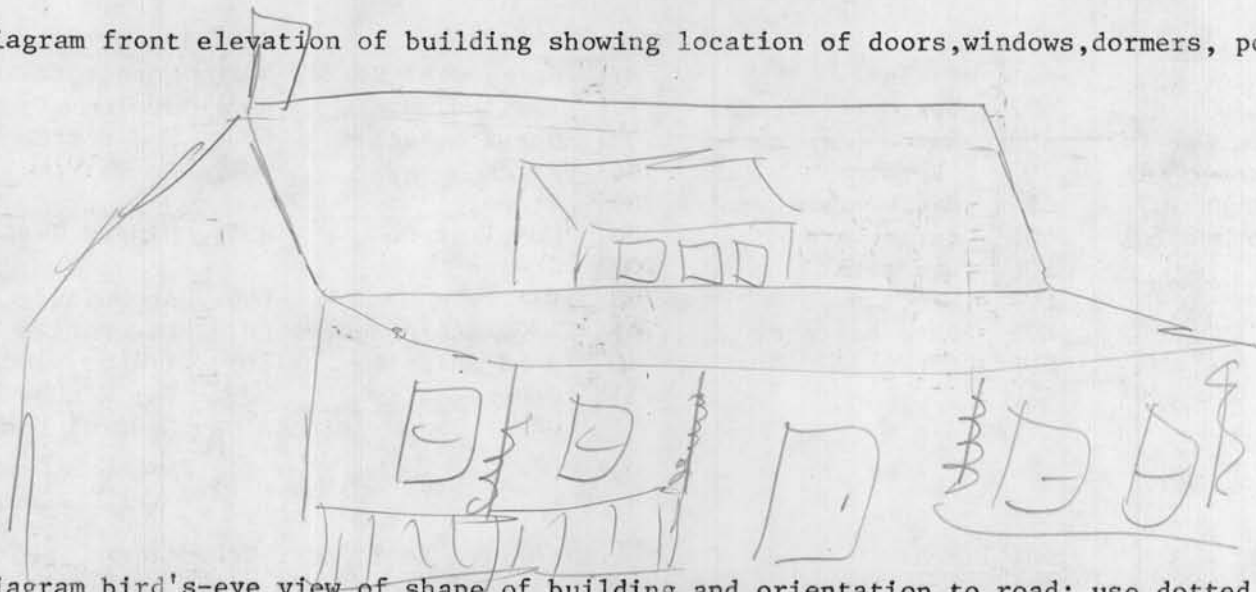 iagram front elevation of building showing location of doors,windows,dormers,
iagram bird's-eye view of shape of building and orientation to road; use dotted